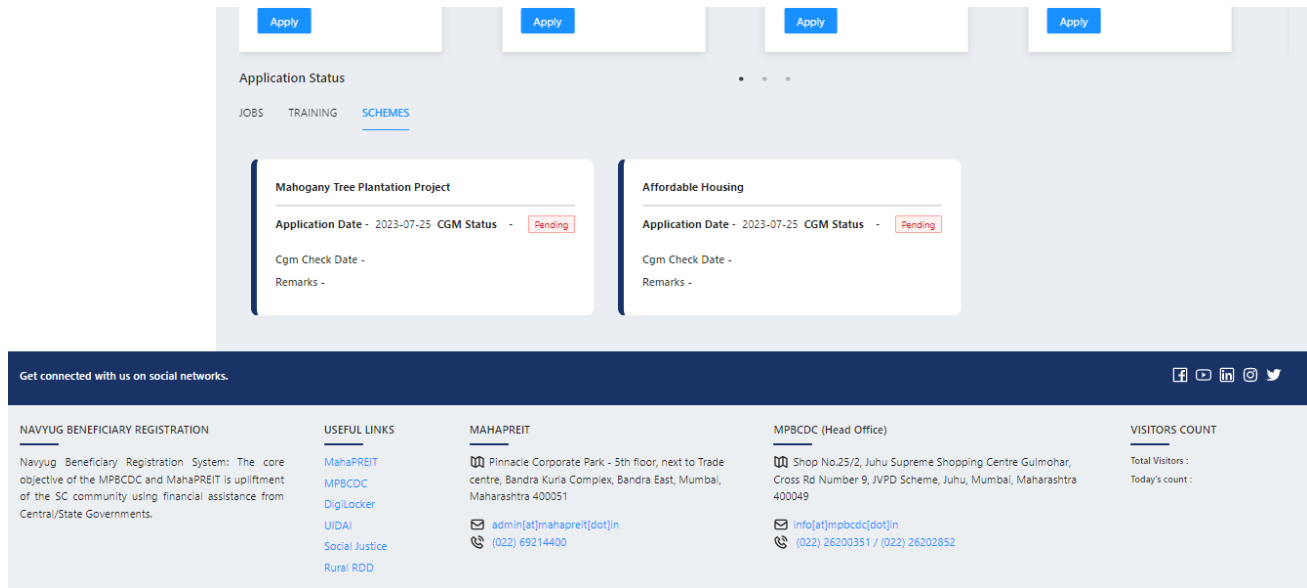 Apply
Apply
Apply
Apply
Application Status
JOBS TRAINING SCHEMES
Mahogany Tree Plantation Project
Application Date - 2023-07-25 CGM Status - Pending
Cgm Check Date -
Remarks -
Affordable Housing
Application Date - 2023-07-25 CGM Status - Pending
Cgm Check Date -
Remarks -
Get connected with us on social networks.
NAVYUG BENEFICIARY REGISTRATION
Navyug Beneficiary Registration System: The core
objective of the MPBCDC and MahaPREIT is upliftment
of the SC community using financial assistance from
Central/State Governments.
USEFUL LINKS
MahaPREIT
MPBCDC
DigiLocker
UIDAI
Social Justice
Rural RDD
MAHAPREIT
Pinnacle Corporate Park - 5th floor, next to Trade
centre, Bandra Kurla Complex, Bandra East, Mumbai,
Maharashtra 400051
admin[at]mahapreit[dot]in
(022) 69214400
MPBCDC (Head Office)
Shop No.25/2, Juhu Supreme Shopping Centre Gulmohar,
Cross Rd Number 9, JVPD Scheme, Juhu, Mumbai, Maharashtra
400049
info[at]mpbcdc[dot]in
(022) 26200351 / (022) 26202852
VISITORS COUNT
Total Visitors :
Today's count :